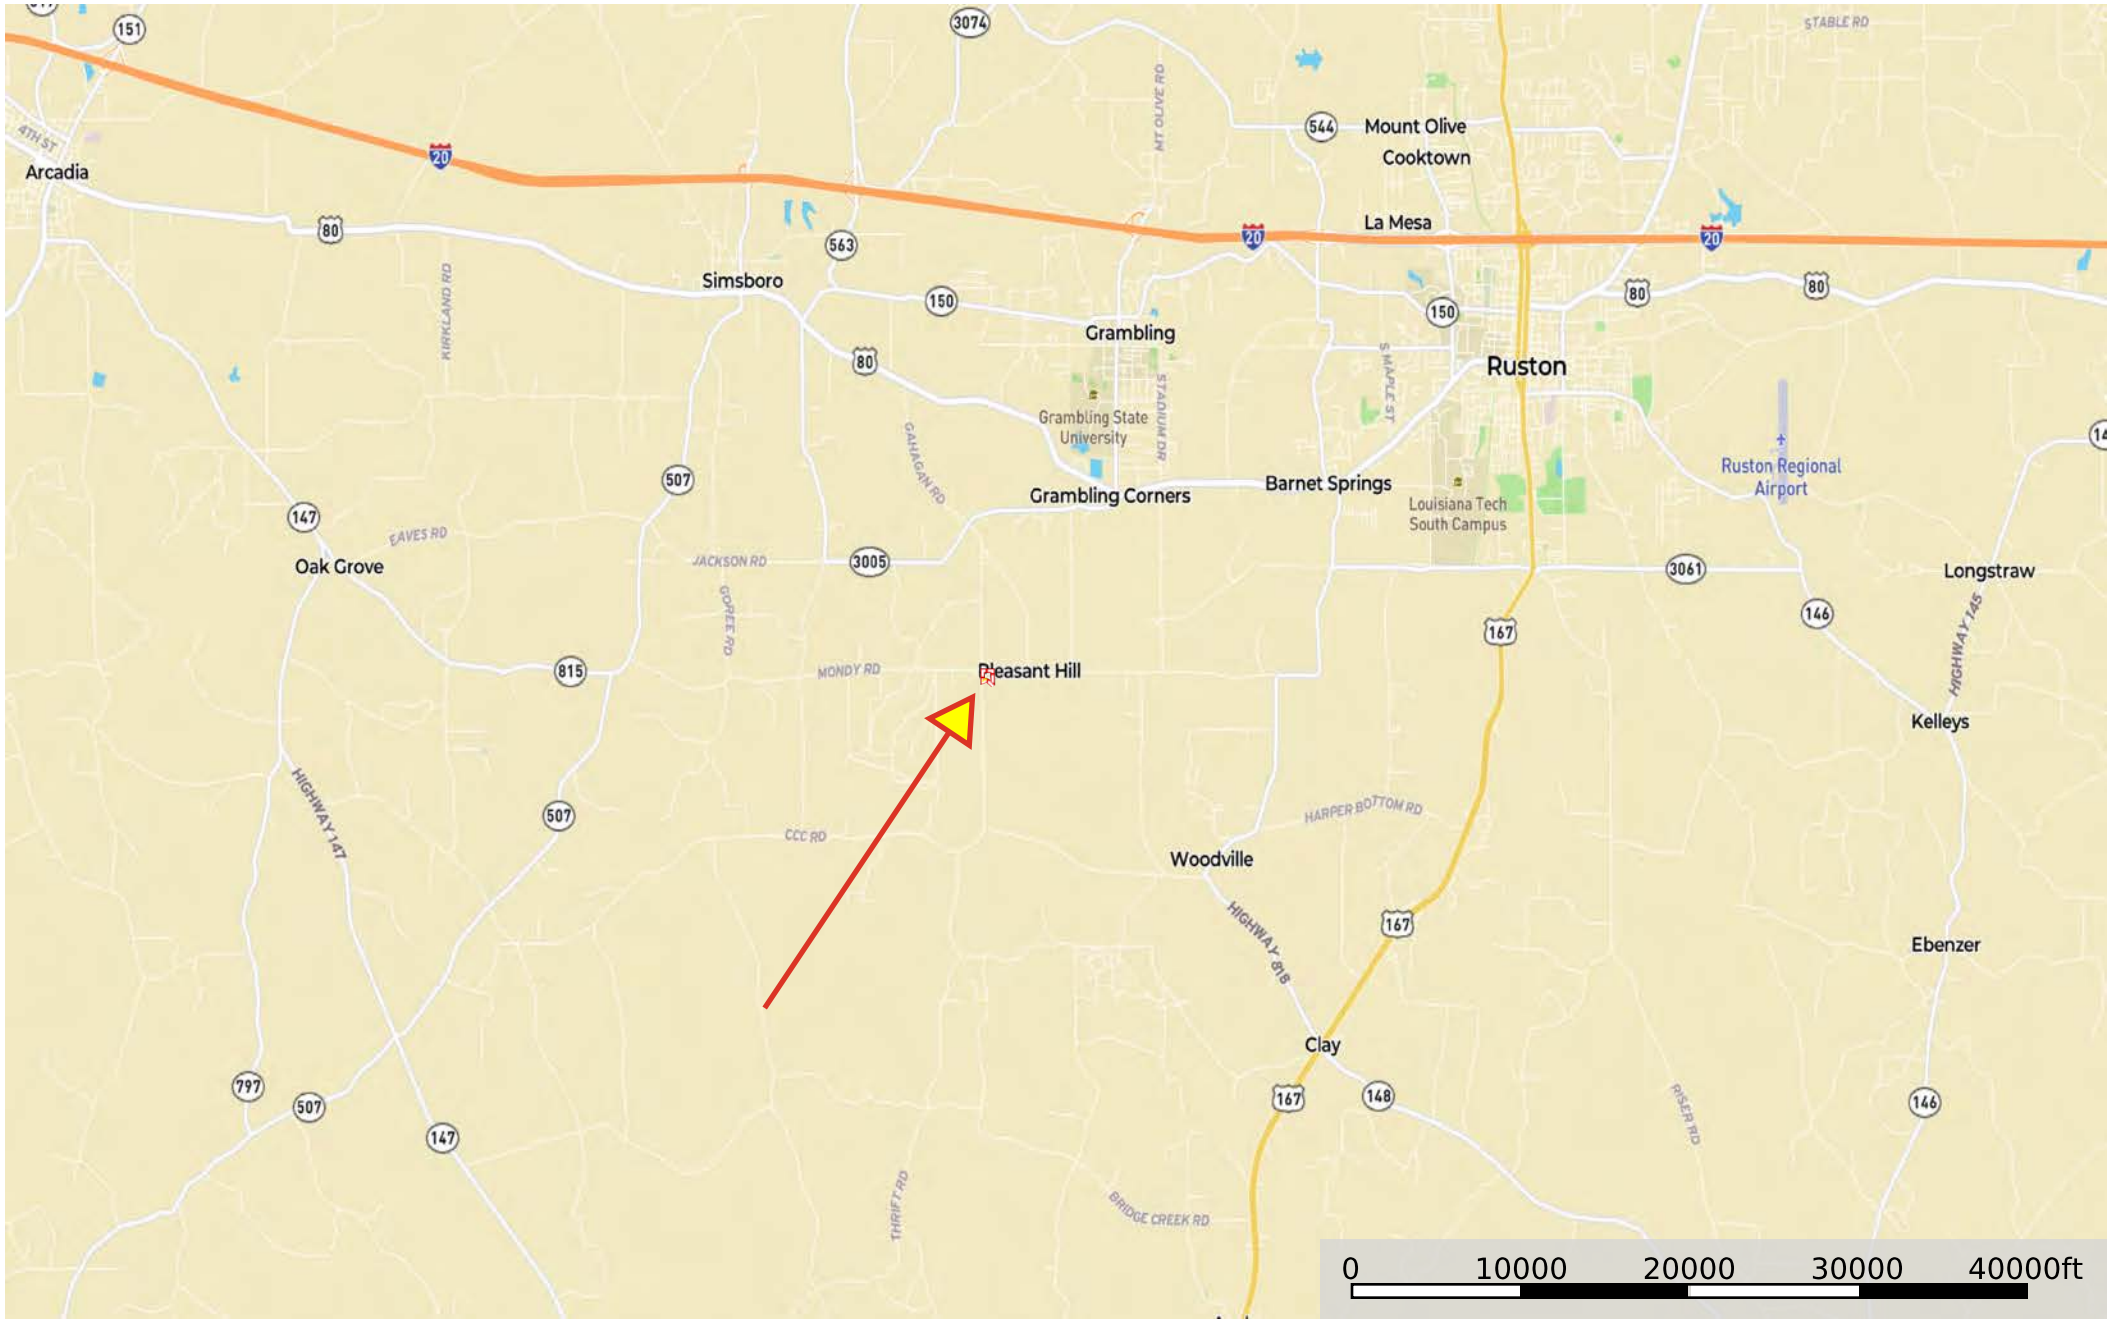 151
3074
STABLE RD
MT OLIVE RD
544
Mount Olive
4TH ST
Cooktown
20
Arcadia
La Mesa
80
20
20
563
KIRKLAND RD
Simsboro
150
80
80
150
Grambling
80
S MAPLE ST
Ruston
STADIUM DR
Grambling State
University
GAHAGAN RD
Ruston Regional
Airport
507
Barnet Springs
Grambling Corners
Louisiana Tech
South Campus
147
EAVES RD
JACKSON RD
3005
Oak Grove
3061
Longstraw
GOREE RD
146
167
HIGHWAY 145
815
MONDY RD
Pleasant Hill
Kelleys
HIGHWAY 147
507
CCC RD
HARPER BOTTOM RD
Woodville
167
HIGHWAY 818
Ebenzer
Clay
797
507
167
148
146
RISER RD
147
THRIFT RD
BRIDGE CREEK RD
0 10000 20000 30000 40000ft